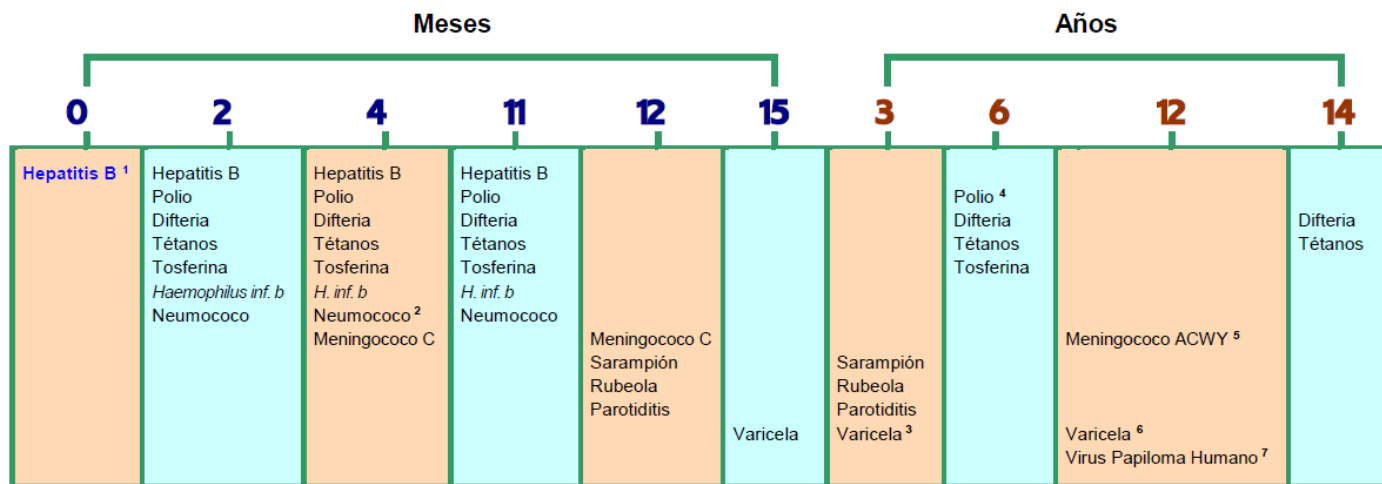 Meses
Años
0
2
4
11
12
15
3
6
12
14
Hepatitis B ¹
Hepatitis B
Polio
Difteria
Tétanos
Tosferina
Haemophilus inf. b
Neumococo
Hepatitis B
Polio
Difteria
Tétanos
Tosferina
H. inf. b
Neumococo ²
Meningococo C
Hepatitis B
Polio
Difteria
Tétanos
Tosferina
H. inf. b
Neumococo
Meningococo C
Sarampión
Rubeola
Parotiditis
Varicela
Sarampión
Rubeola
Parotiditis
Varicela ³
Polio ⁴
Difteria
Tétanos
Tosferina
Meningococo ACWY ⁵
Varicela ⁶
Virus Papiloma Humano ⁷
Difteria
Tétanos